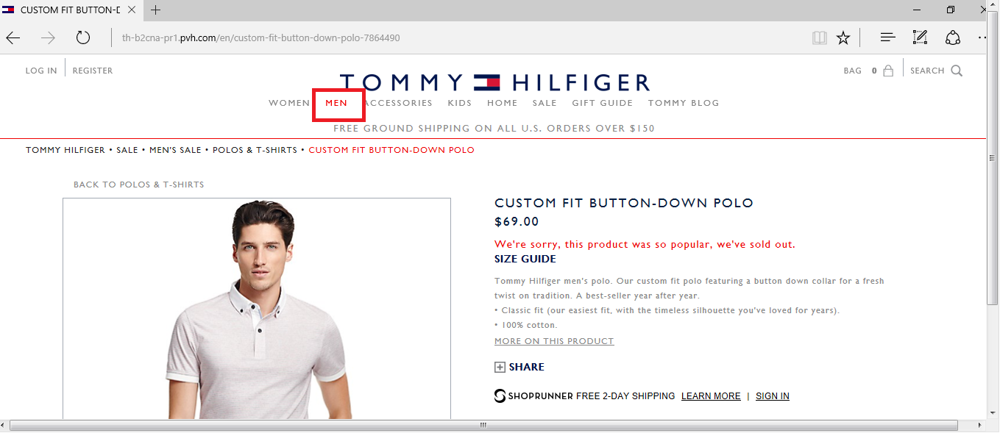 CUSTOM FIT BUTTON-D
th-b2cna-pr1.pvh.com/en/custom-fit-button-down-polo-7864490
LOG IN REGISTER
TOMMY HILFIGER
BAG 0 SEARCH
WOMEN MEN ACCESSORIES KIDS HOME SALE GIFT GUIDE TOMMY BLOG
FREE GROUND SHIPPING ON ALL U.S. ORDERS OVER $150
TOMMY HILFIGER • SALE • MEN'S SALE • POLOS & T-SHIRTS • CUSTOM FIT BUTTON-DOWN POLO
BACK TO POLOS & T-SHIRTS
CUSTOM FIT BUTTON-DOWN POLO
$69.00
We're sorry, this product was so popular, we've sold out.
SIZE GUIDE
Tommy Hilfiger men's polo. Our custom fit polo featuring a button down collar for a fresh
twist on tradition. A best-seller year after year.
• Classic fit (our easiest fit, with the timeless silhouette you've loved for years).
• 100% cotton.
MORE ON THIS PRODUCT
SHARE
SHOPRUNNER FREE 2-DAY SHIPPING LEARN MORE | SIGN IN